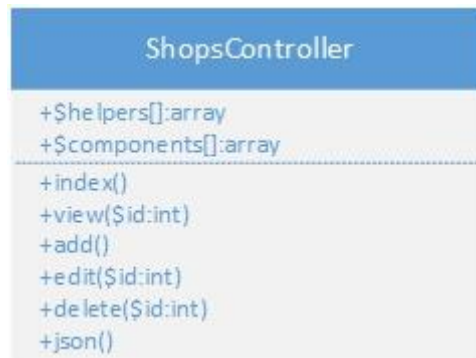 ShopsController
+$helpers[]:array
+$components[]:array
+index()
+view($id:int)
+add()
+edit($id:int)
+delete($id:int)
+json()